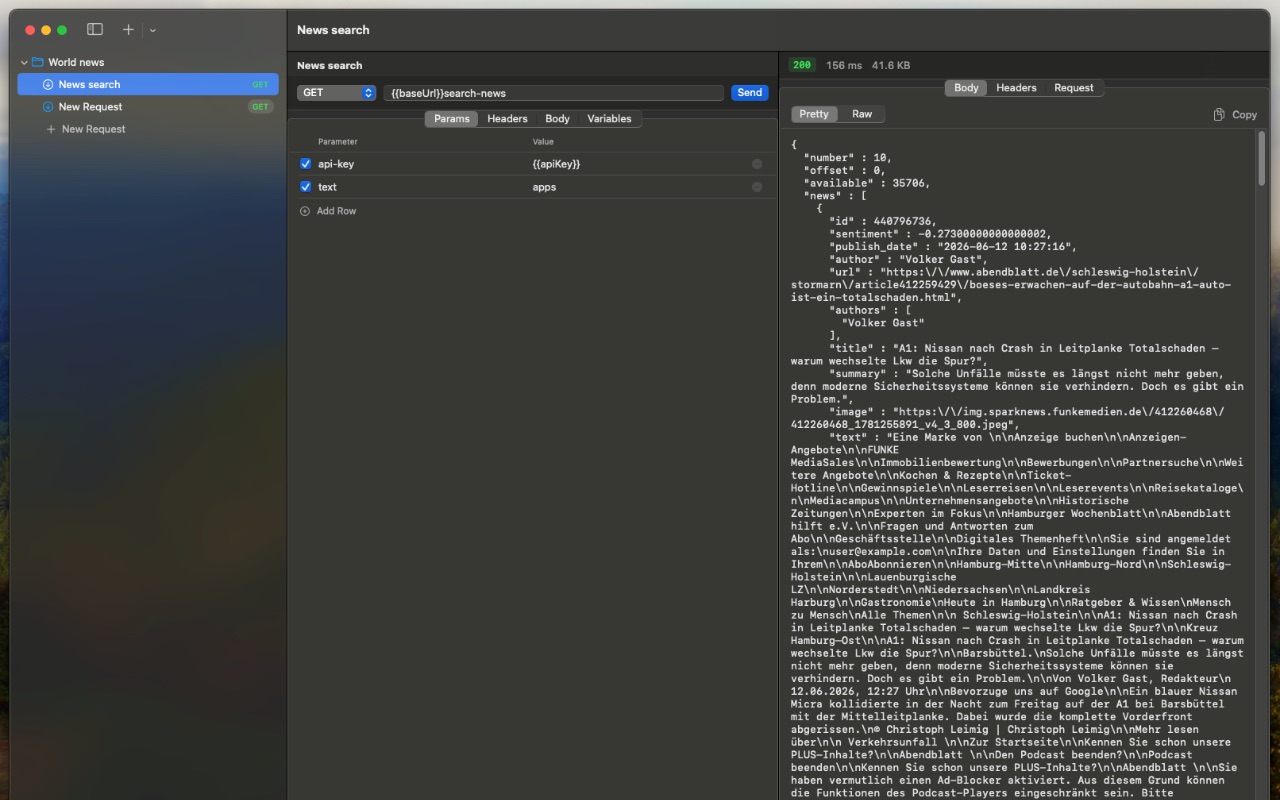 News search
World news
News search GET
New Request GET
New Request
News search
GET {{baseUrl}}search-news Send
Params Headers Body Variables
Parameter Value
api-key {{apiKey}}
text apps
Add Row
200 156 ms 41.6 KB
Body Headers Request
Pretty Raw Copy
{
"number" : 10,
"offset" : 0,
"available" : 35706,
"news" : [
{
"id" : 440796736,
"sentiment" : -0.27300000000000002,
"publish_date" : "2026-06-12 10:27:16",
"author" : "Volker Gast",
"url" : "https:\/\/www.abendblatt.de\/schleswig-holstein\/
stormarn\/article412259429\/boeses-erwachen-auf-der-autobahn-a1-auto-
ist-ein-totalschaden.html",
"authors" : [
"Volker Gast"
],
"title" : "A1: Nissan nach Crash in Leitplanke Totalschaden –
warum wechselte Lkw die Spur?",
"summary" : "Solche Unfälle müsste es längst nicht mehr geben,
denn moderne Sicherheitssysteme können sie verhindern. Doch es gibt ein
Problem.",
"image" : "https:\/\/img.sparknews.funkemedien.de\/412260468\/
412260468_1781255891_v4_3_800.jpeg",
"text" : "Eine Marke von \n\nAnzeige buchen\n\nAnzeigen-
Angebote\n\nFUNKE
MediaSales\n\nImmobilienbewertung\n\nBewerbungen\n\nPartnersuche\n\nWei
tere Angebote\n\nKochen & Rezepte\n\nTicket-
Hotline\n\nGewinnspiele\n\nLeserreisen\n\nLeserevents\n\nReisekataloge\
n\nMediacampus\n\nUnternehmensangebote\n\nHistorische
Zeitungen\n\nExperten im Fokus\n\nHamburger Wochenblatt\n\nAbendblatt
hilft e.V.\n\nFragen und Antworten zum
Abo\n\nGeschäftsstelle\n\nDigitales Themenheft\n\nSie sind angemeldet
als:\nuser@example.com\n\nIhre Daten und Einstellungen finden Sie in
Ihrem\n\nAboAbonnieren\n\nHamburg-Mitte\n\nHamburg-Nord\n\nSchleswig-
Holstein\n\nLauenburgische
LZ\n\nNorderstedt\n\nNiedersachsen\n\nLandkreis
Harburg\n\nGastronomie\nHeute in Hamburg\n\nRatgeber & Wissen\nMensch
zu Mensch\nAlle Themen\n\n Schleswig-Holstein\n\nA1: Nissan nach Crash
in Leitplanke Totalschaden – warum wechselte Lkw die Spur?\n\nKreuz
Hamburg-Ost\n\nA1: Nissan nach Crash in Leitplanke Totalschaden – warum
wechselte Lkw die Spur?\n\nBarsbüttel.\nSolche Unfälle müsste es längst
nicht mehr geben, denn moderne Sicherheitssysteme können sie
verhindern. Doch es gibt ein Problem.\n\nVon Volker Gast, Redakteur\n
12.06.2026, 12:27 Uhr\n\nBevorzuge uns auf Google\n\nEin blauer Nissan
Micra kollidierte in der Nacht zum Freitag auf der A1 bei Barsbüttel
mit der Mittelleitplanke. Dabei wurde die komplette Vorderfront
abgerissen.\n© Christoph Leimig | Christoph Leimig\n\nMehr lesen
über\n\n Verkehrsunfall \n\nZur Startseite\n\nKennen Sie schon unsere
PLUS-Inhalte?\n\nAbendblatt \n\nDen Podcast beenden?\n\nPodcast
beenden\n\nKennen Sie schon unsere PLUS-Inhalte?\n\nAbendblatt \n\nSie
haben vermutlich einen Ad-Blocker aktiviert. Aus diesem Grund können
die Funktionen des Podcast-Players eingeschränkt sein. Bitte